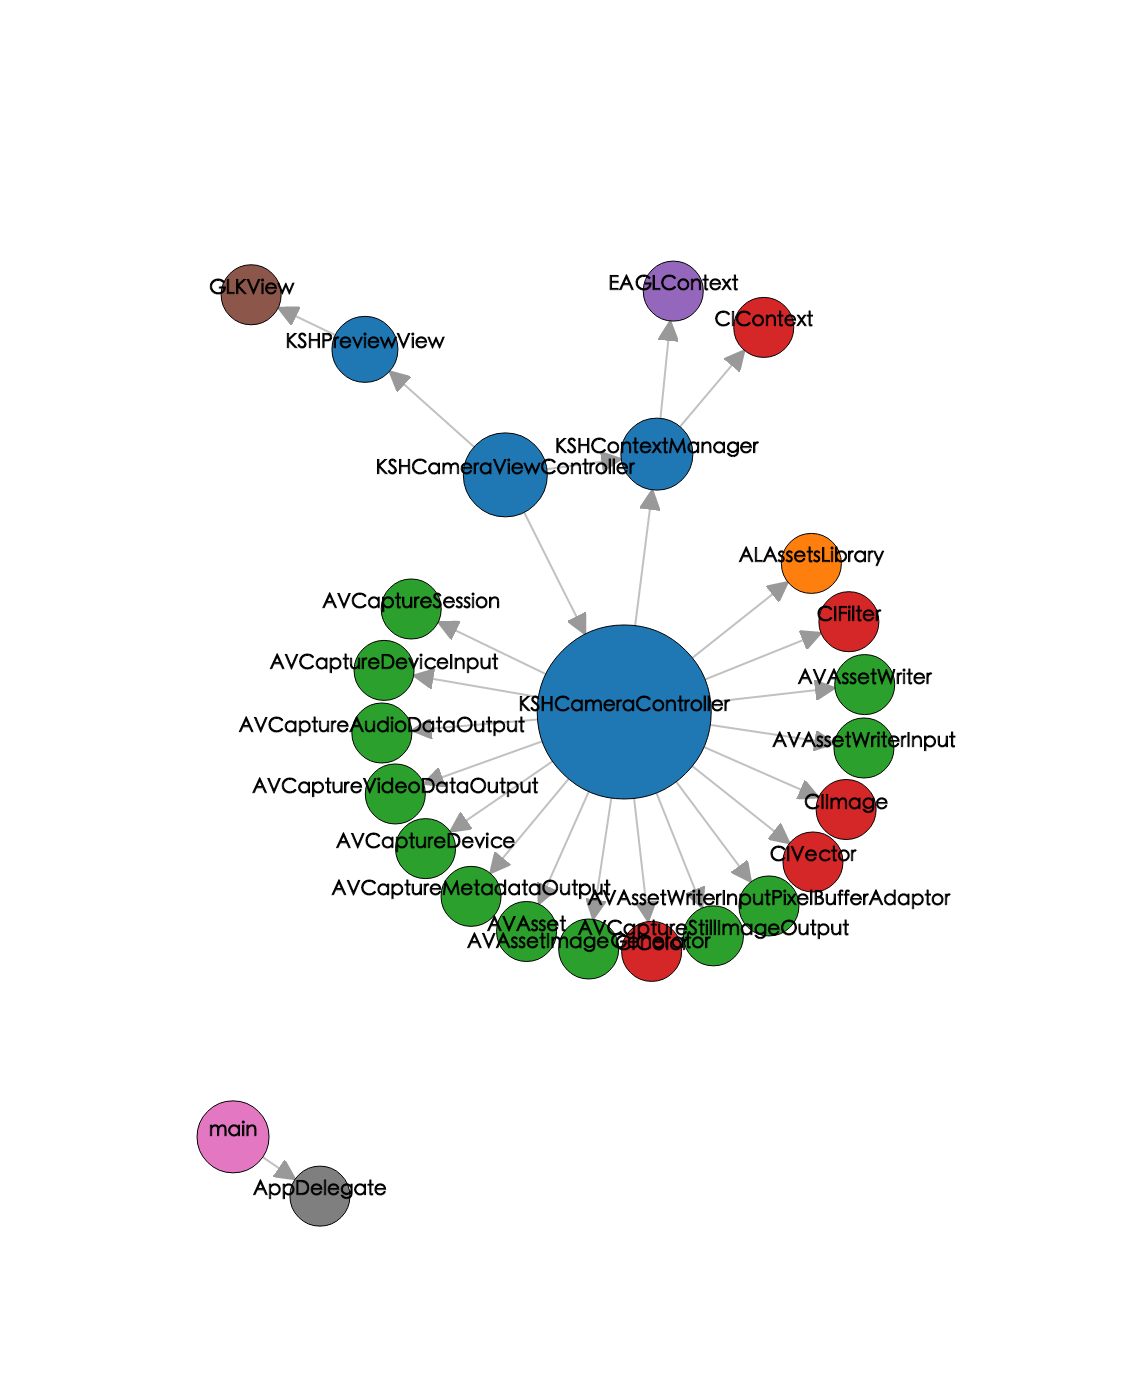 EAGLContext
GLKView
CIContext
KSHPreviewView
KSHContextManager
KSHCameraViewController
ALAssetsLibrary
AVCaptureSession
CIFilter
AVCaptureDeviceInput
AVAssetWriter
KSHCameraController
AVCaptureAudioDataOutput
AVAssetWriterInput
AVCaptureVideoDataOutput
CIImage
AVCaptureDevice
CIVector
AVCaptureMetadataOutput
AVAssetWriterInputPixelBufferAdaptor
AVAsset
AVCaptureStillImageOutput
AVAssetImageGenerator
CIColor
main
AppDelegate